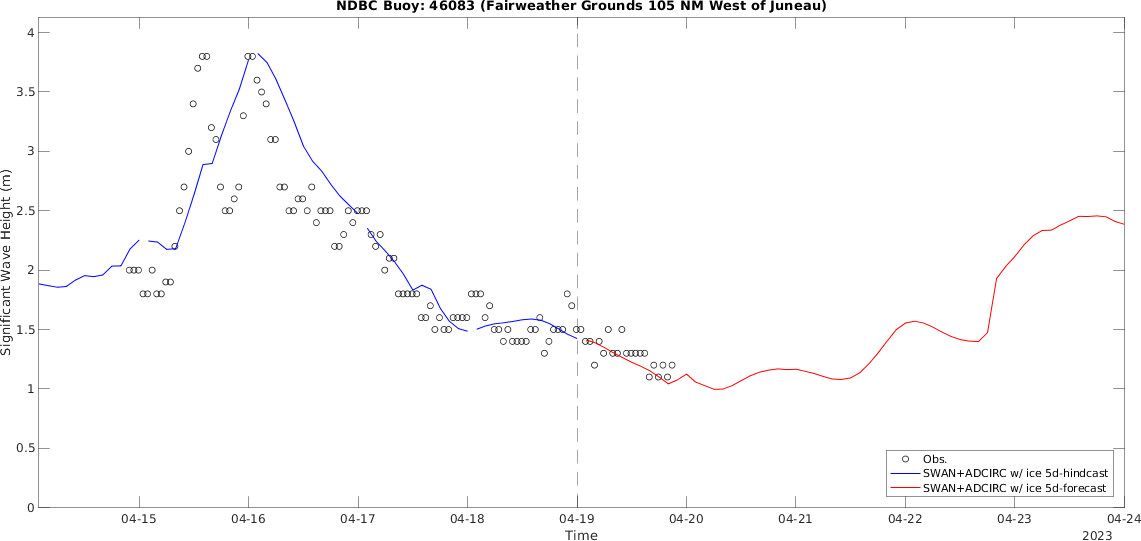 NDBC Buoy: 46083 (Fairweather Grounds 105 NM West of Juneau)
4
3.5
3
2.5
2
1.5
1
0.5
0
Significant Wave Height (m)
Obs.
SWAN+ADCIRC w/ ice 5d-hindcast
SWAN+ADCIRC w/ ice 5d-forecast
04-15 04-16 04-17 04-18 04-19 04-20 04-21 04-22 04-23 04-24
Time
2023